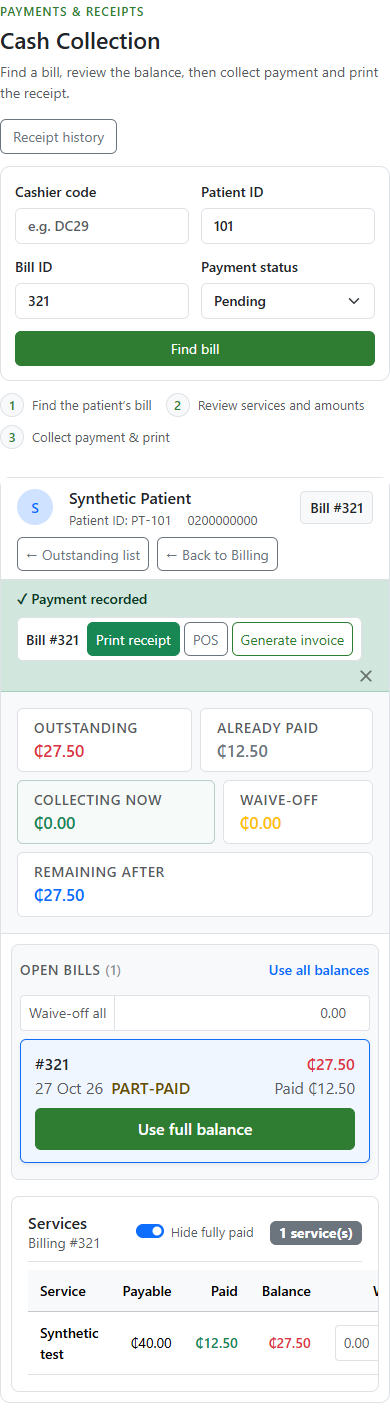 PAYMENTS & RECEIPTS
Cash Collection
Find a bill, review the balance, then collect payment and print
the receipt.
Receipt history
Cashier code Patient ID
e.g. DC29 101
Bill ID Payment status
321 Pending
Find bill
1 Find the patient's bill 2 Review services and amounts
3 Collect payment & print
S Synthetic Patient Bill #321
Patient ID: PT-101 0200000000
← Outstanding list ← Back to Billing
✓ Payment recorded
Bill #321 Print receipt POS Generate invoice
×
OUTSTANDING ALREADY PAID
₵27.50 ₵12.50
COLLECTING NOW WAIVE-OFF
₵0.00 ₵0.00
REMAINING AFTER
₵27.50
OPEN BILLS (1) Use all balances
Waive-off all 0.00
#321 ₵27.50
27 Oct 26 PART-PAID Paid ₵12.50
Use full balance
Services Hide fully paid 1 service(s)
Billing #321
Service Payable Paid Balance
Synthetic ₵40.00 ₵12.50 ₵27.50 0.00
test